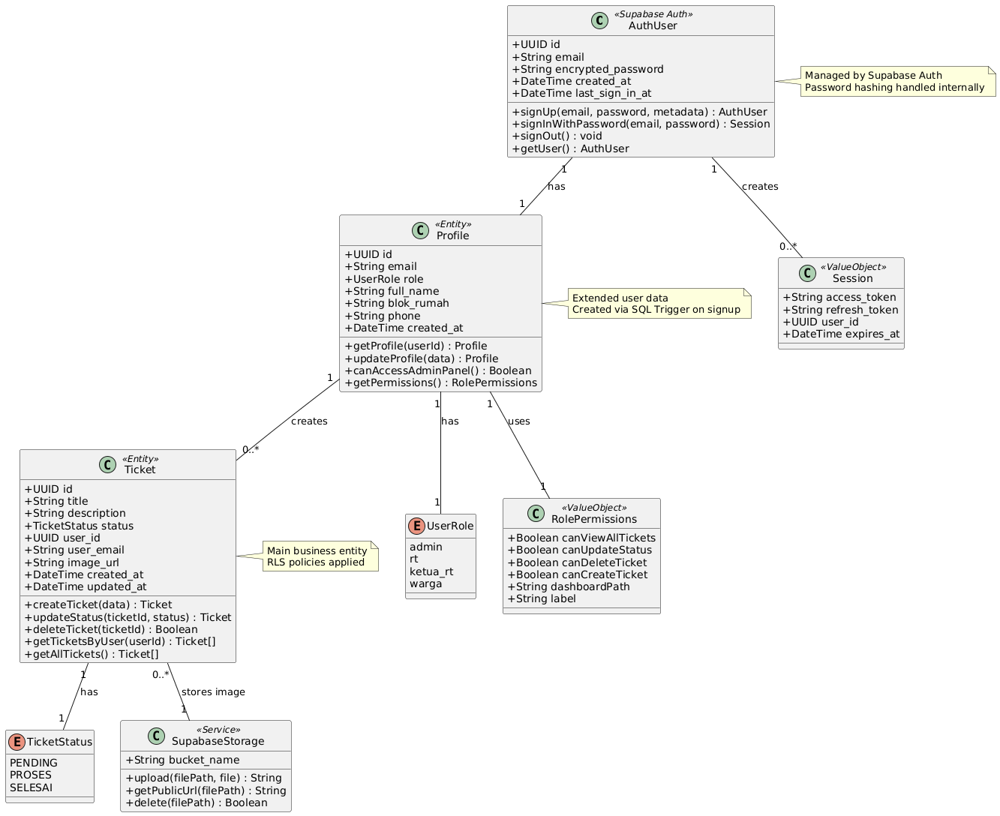 «Supabase Auth»
C
AuthUser
+UUID id
+String email
+String encrypted_password
+DateTime created_at
+DateTime last_sign_in_at
+signUp(email, password, metadata) : AuthUser
+signInWithPassword(email, password) : Session
+signOut() : void
+getUser() : AuthUser
Managed by Supabase Auth
Password hashing handled internally
1
has
1
1
creates
0..*
«Entity»
C
Profile
+UUID id
+String email
+UserRole role
+String full_name
+String blok_rumah
+String phone
+DateTime created_at
+getProfile(userId) : Profile
+updateProfile(data) : Profile
+canAccessAdminPanel() : Boolean
+getPermissions() : RolePermissions
Extended user data
Created via SQL Trigger on signup
«ValueObject»
C
Session
+String access_token
+String refresh_token
+UUID user_id
+DateTime expires_at
1
creates
0..*
1
has
1
1
uses
1
«Entity»
C
Ticket
+UUID id
+String title
+String description
+TicketStatus status
+UUID user_id
+String user_email
+String image_url
+DateTime created_at
+DateTime updated_at
+createTicket(data) : Ticket
+updateStatus(ticketId, status) : Ticket
+deleteTicket(ticketId) : Boolean
+getTicketsByUser(userId) : Ticket[]
+getAllTickets() : Ticket[]
Main business entity
RLS policies applied
E
UserRole
admin
rt
ketua_rt
warga
«ValueObject»
C
RolePermissions
+Boolean canViewAllTickets
+Boolean canUpdateStatus
+Boolean canDeleteTicket
+Boolean canCreateTicket
+String dashboardPath
+String label
1
has
1
0..*
stores image
1
E
TicketStatus
PENDING
PROSES
SELESAI
«Service»
C
SupabaseStorage
+String bucket_name
+upload(filePath, file) : String
+getPublicUrl(filePath) : String
+delete(filePath) : Boolean